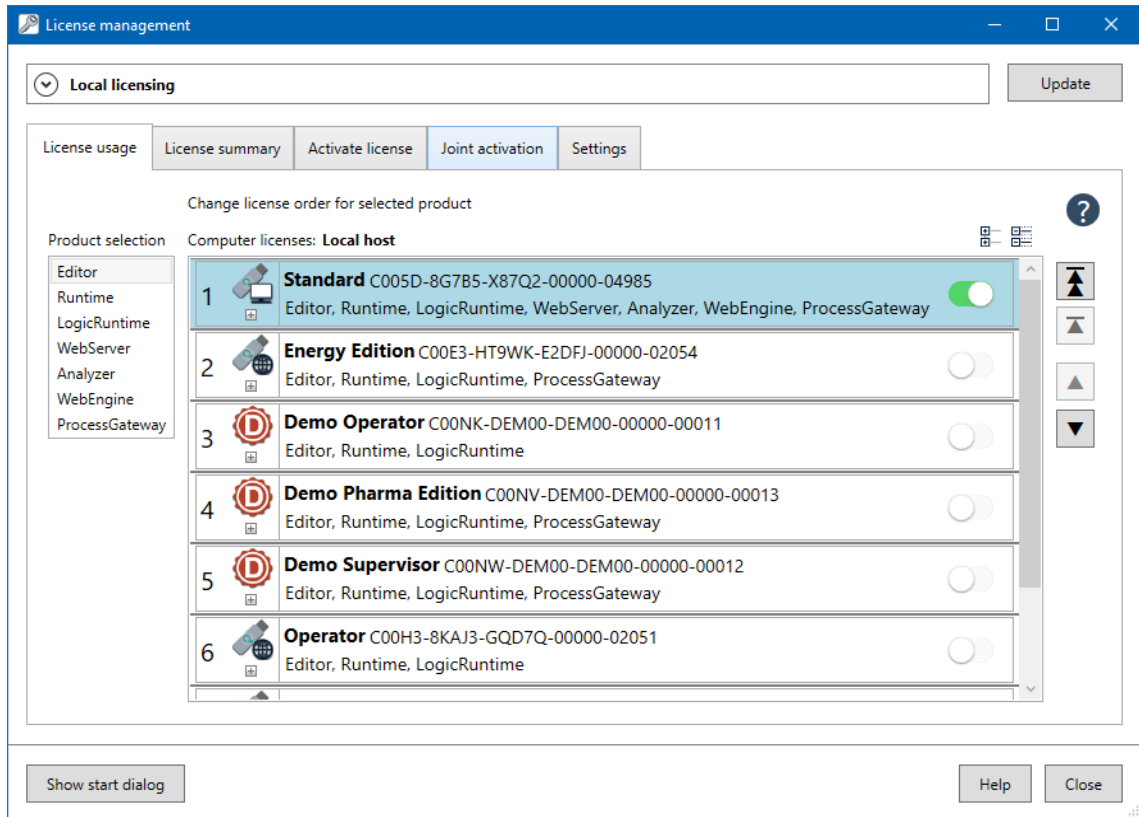 License management
Local licensing
Update
License usage
License summary
Activate license
Joint activation
Settings
Change license order for selected product
?
Product selection
Computer licenses: Local host
Editor
Runtime
LogicRuntime
WebServer
Analyzer
WebEngine
ProcessGateway
1
Standard C005D-8G7B5-X87Q2-00000-04985
Editor, Runtime, LogicRuntime, WebServer, Analyzer, WebEngine, ProcessGateway
2
Energy Edition C00E3-HT9WK-E2DFJ-00000-02054
Editor, Runtime, LogicRuntime, ProcessGateway
3
D
Demo Operator C00NK-DEM00-DEM00-00000-00011
Editor, Runtime, LogicRuntime
4
D
Demo Pharma Edition C00NV-DEM00-DEM00-00000-00013
Editor, Runtime, LogicRuntime, ProcessGateway
5
D
Demo Supervisor C00NW-DEM00-DEM00-00000-00012
Editor, Runtime, LogicRuntime, ProcessGateway
6
Operator C00H3-8KAJ3-GQD7Q-00000-02051
Editor, Runtime, LogicRuntime
Show start dialog
Help
Close